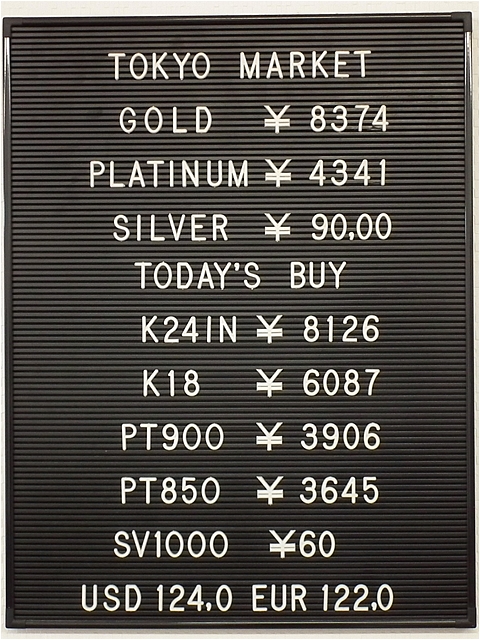 TOKYO MARKET
GOLD ¥ 8374
PLATINUM ¥ 4341
SILVER ¥ 90,00
TODAY'S BUY
K24IN ¥ 8126
K18 ¥ 6087
PT900 ¥ 3906
PT850 ¥ 3645
SV1000 ¥60
USD 124,0 EUR 122,0